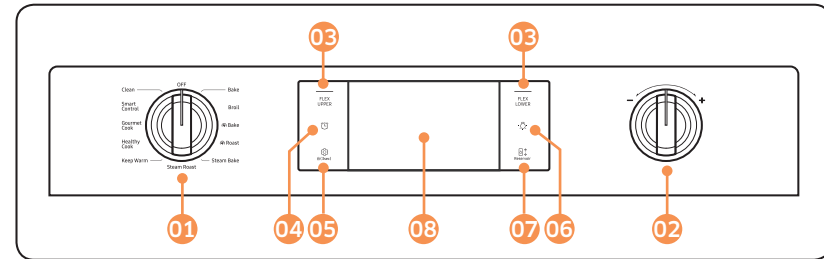 03
03
OFF
Clean
Bake
Smart
Control
Broil
Gourmet
Cook
Bake
Healthy
Cook
Roast
Keep Warm
Steam Bake
Steam Roast
FLEX
UPPER
FLEX
LOWER
Reservoir
− +
01
04
05
08
07
06
02